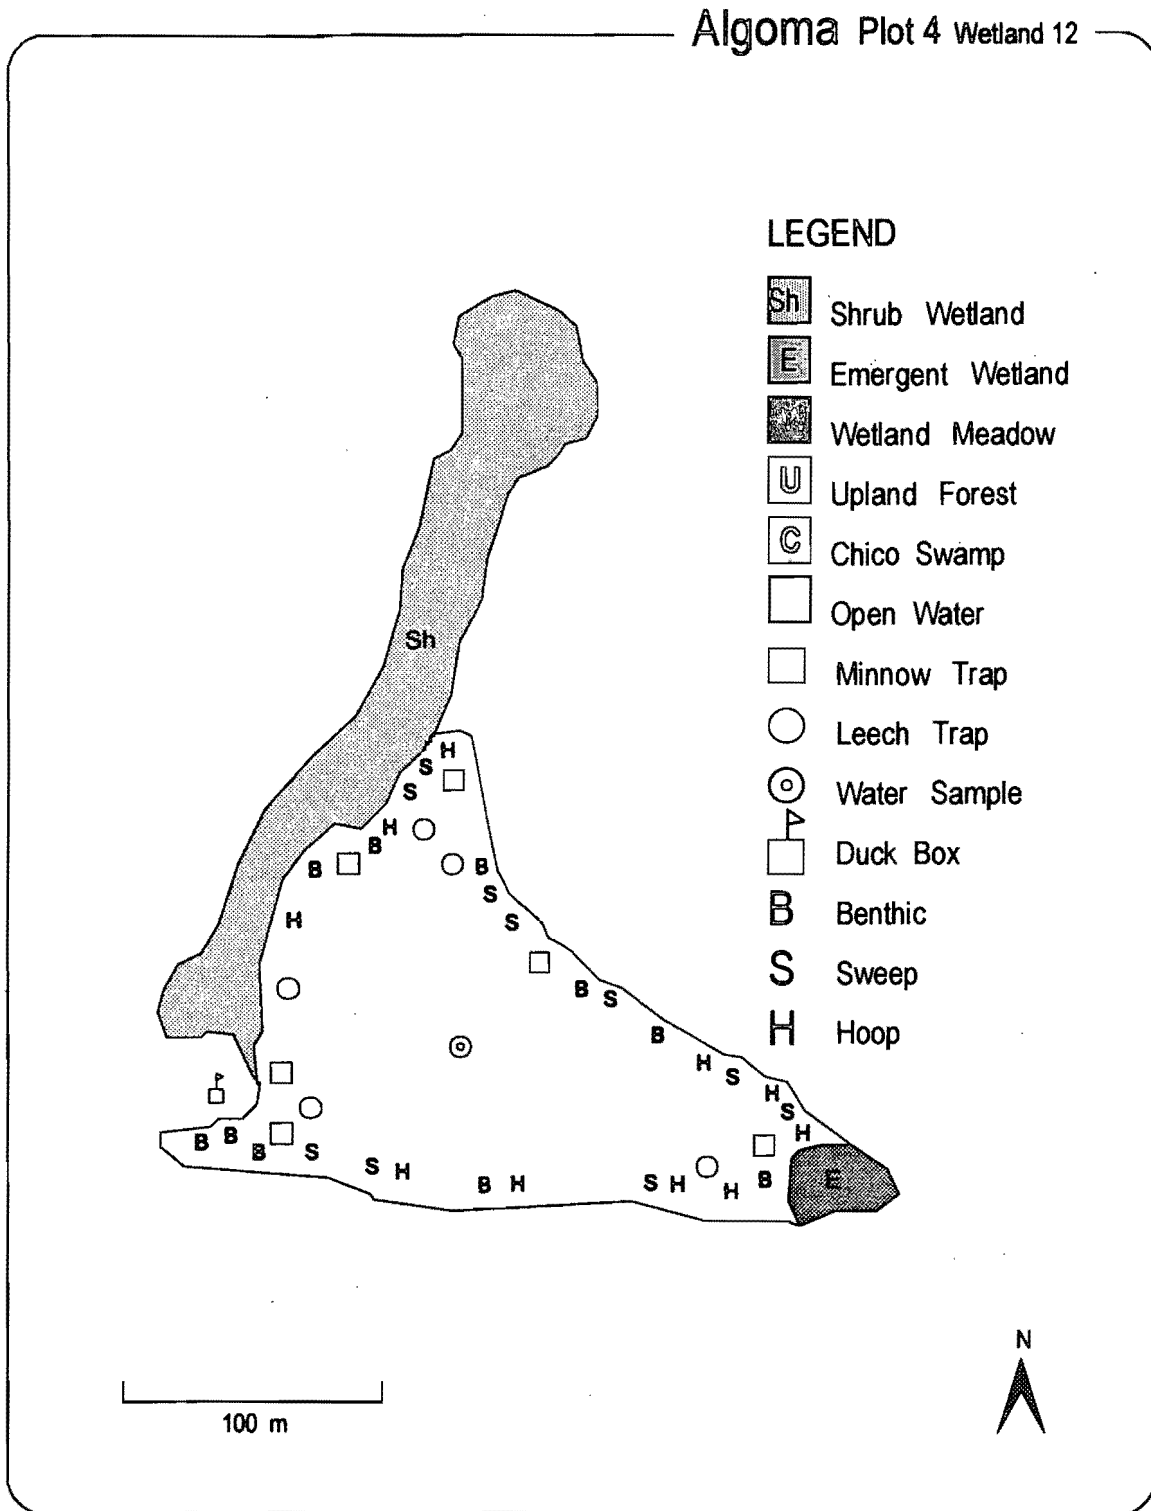 Algoma Plot 4 Wetland 12
LEGEND
Sh Shrub Wetland
E Emergent Wetland
M Wetland Meadow
U Upland Forest
C Chico Swamp
Open Water
Minnow Trap
Leech Trap
Water Sample
Duck Box
B Benthic
S Sweep
H Hoop
Sh
H
S
S
H
B
B
B
S
H
S
B
S
B
H
S
H
S
H
B
B
B
S
S
H
B
H
S
H
H
B
E
N
100 m